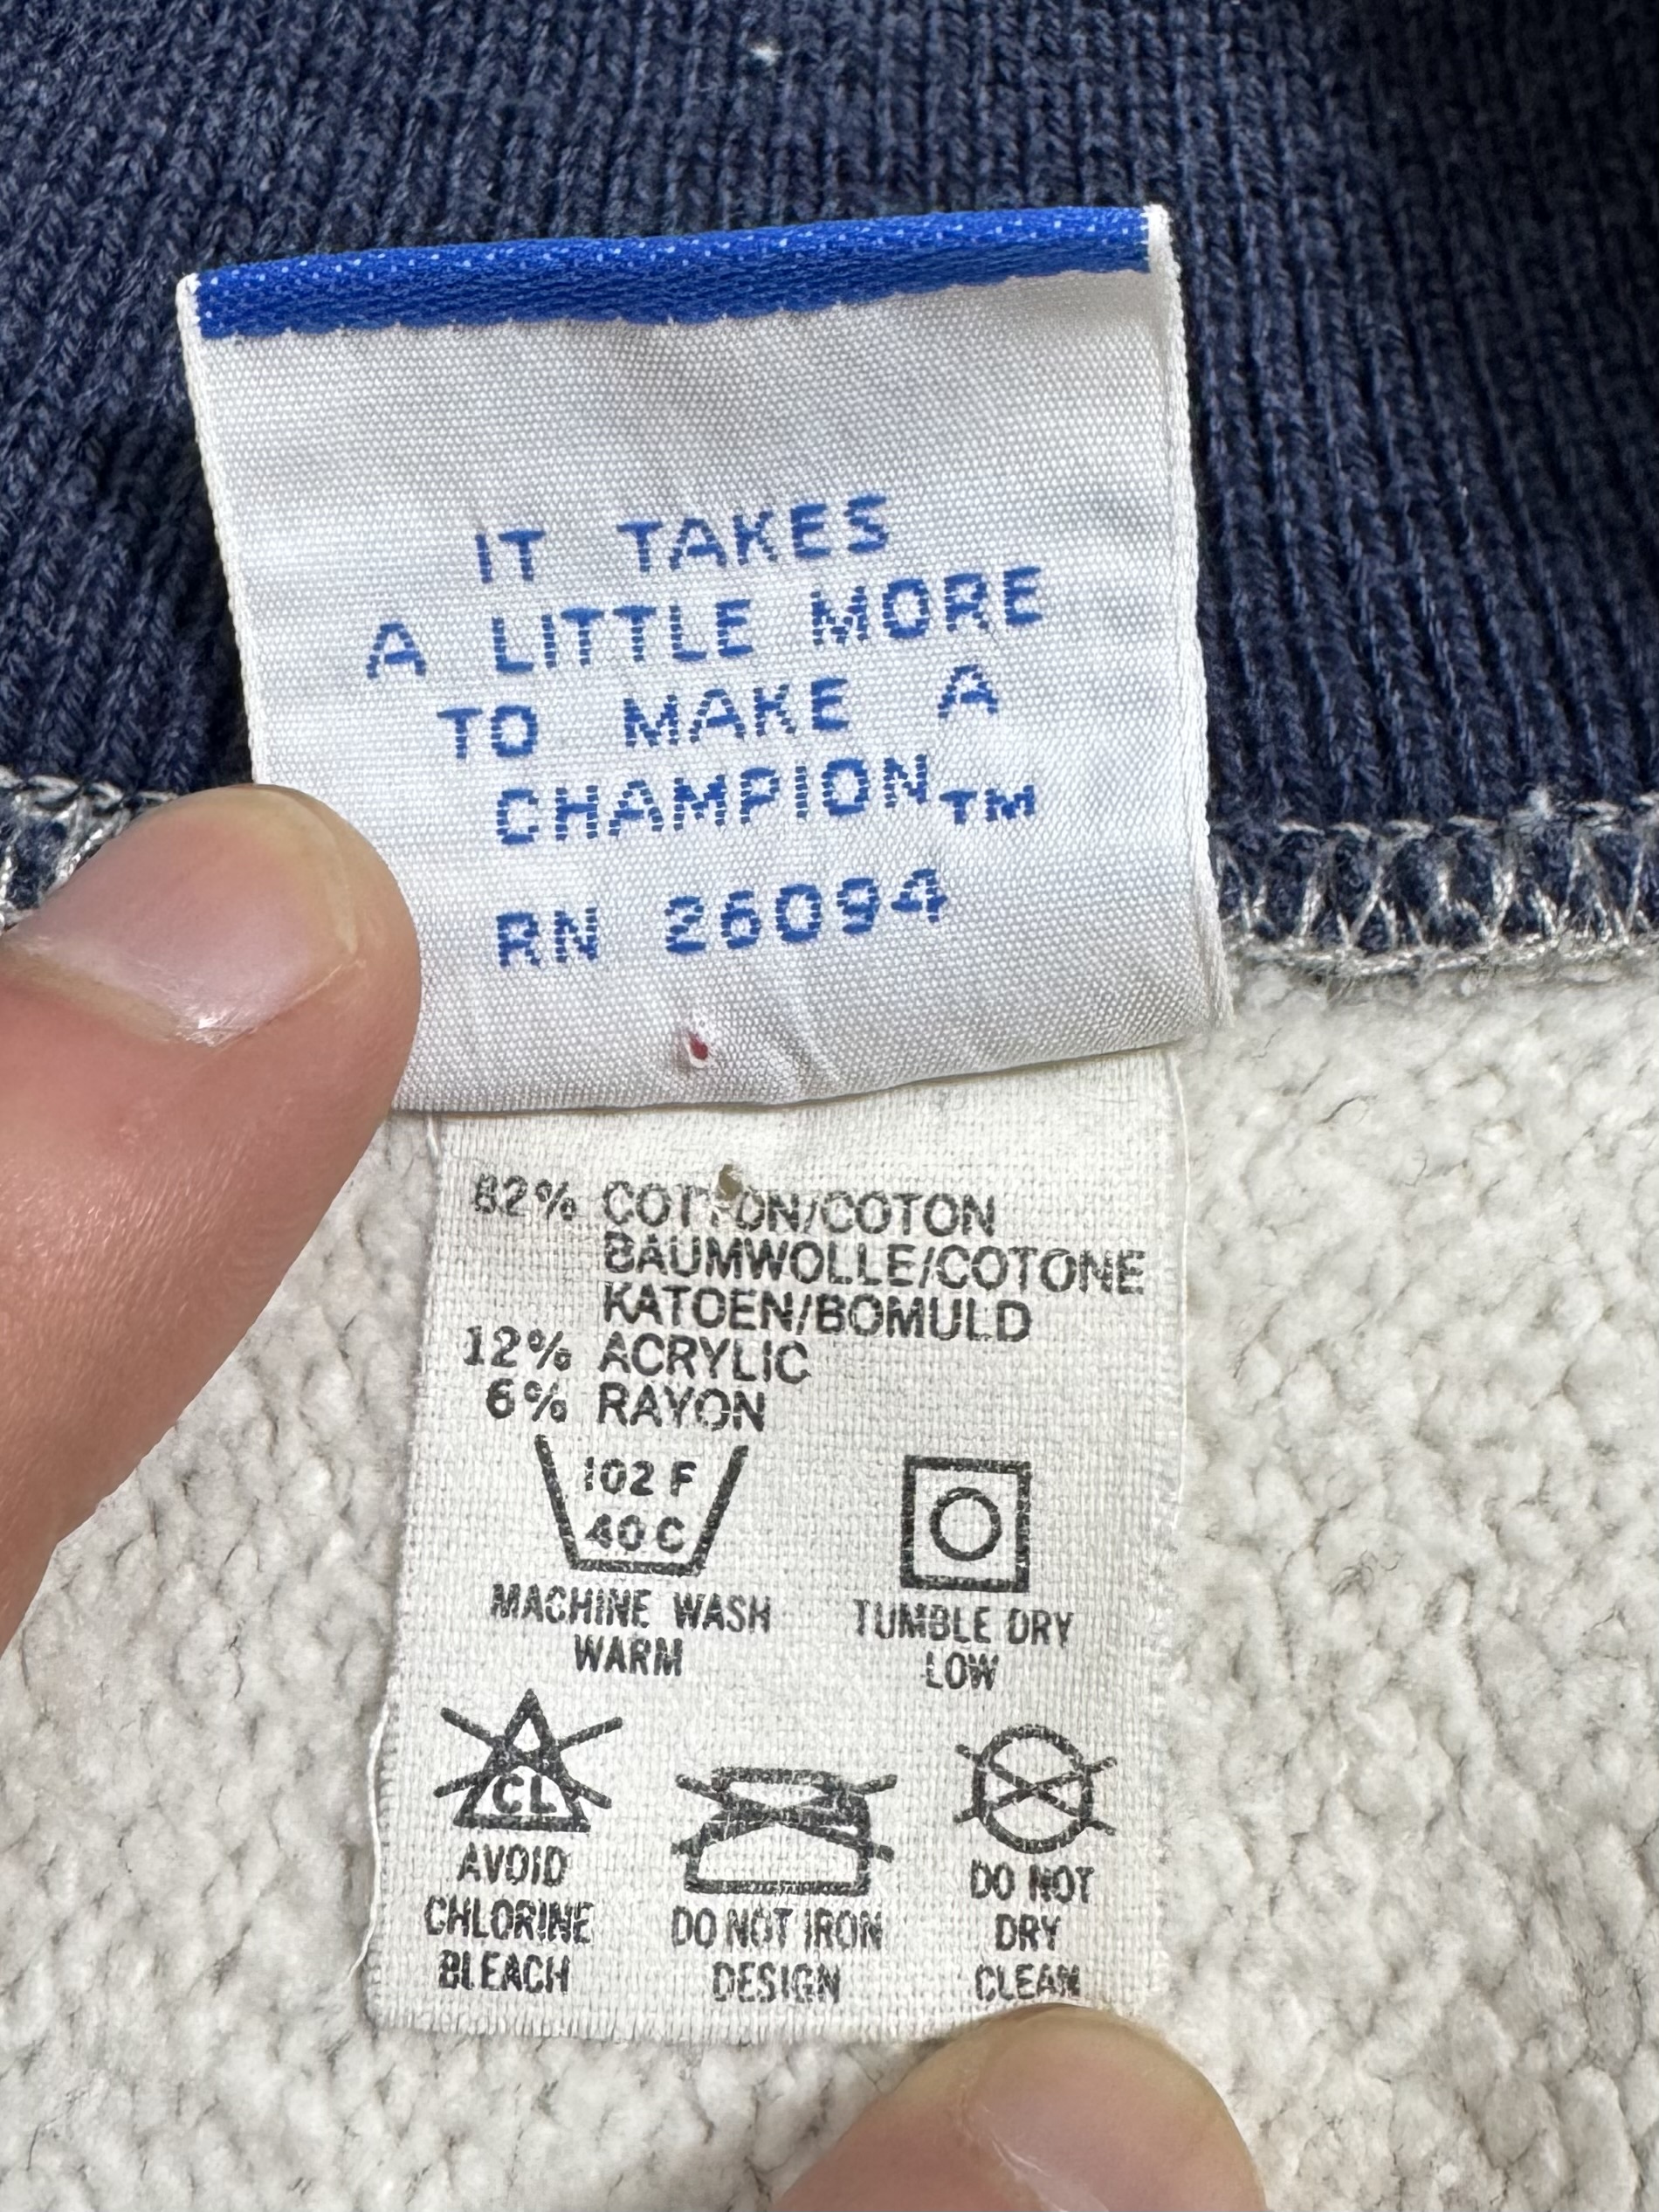 IT TAKES
A LITTLE MORE
TO MAKE A
CHAMPION™
RN 26094
82% COTTON/COTON
BAUMWOLLE/COTONE
KATOEN/BOMULD
12% ACRYLIC
6% RAYON
102 F
40 C
MACHINE WASH
WARM
TUMBLE DRY
LOW
CL
AVOID
CHLORINE
BLEACH
DO NOT IRON
DESIGN
DO NOT
DRY
CLEAN